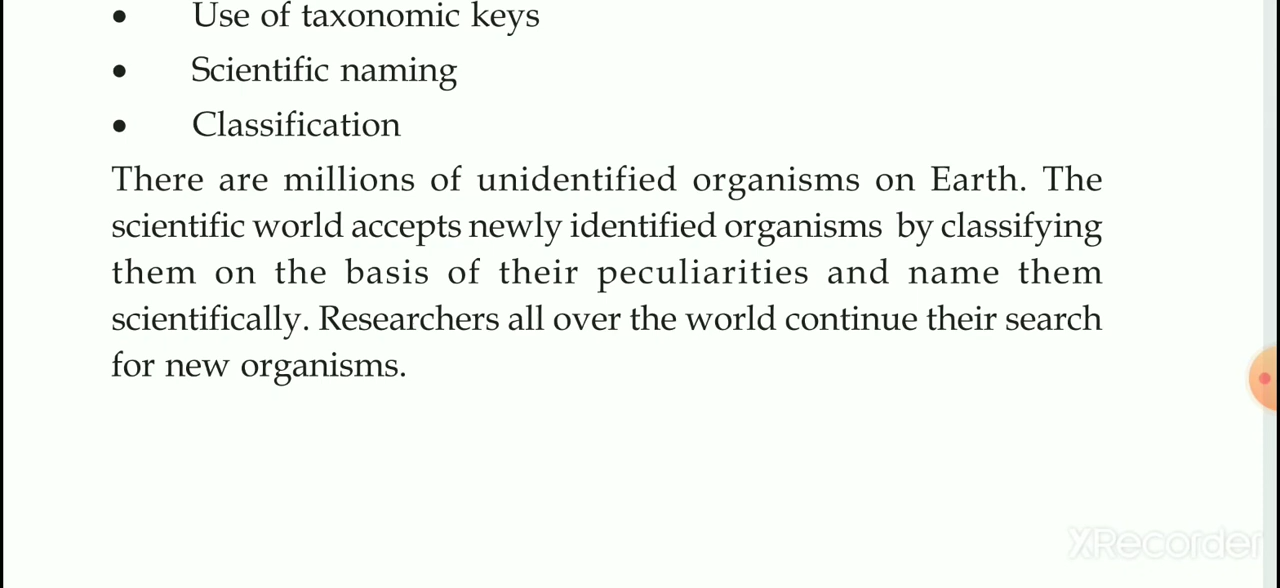 • Use of taxonomic keys
• Scientific naming
• Classification
There are millions of unidentified organisms on Earth. The
scientific world accepts newly identified organisms by classifying
them on the basis of their peculiarities and name them
scientifically. Researchers all over the world continue their search
for new organisms.
XRecorder